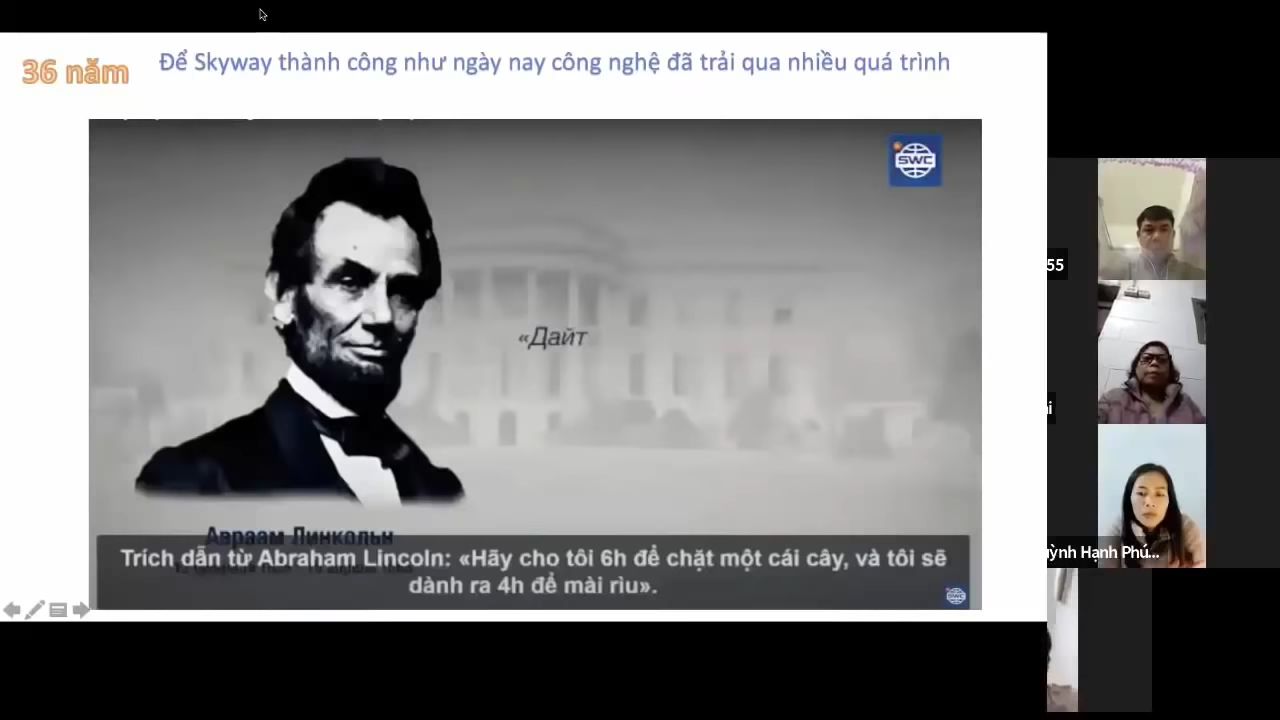 36 năm
Để Skyway thành công như ngày nay công nghệ đã trải qua nhiều quá trình
SWC
«Дайт
Авраам Линкольн
Trích dẫn từ Abraham Lincoln: «Hãy cho tôi 6h để chặt một cái cây, và tôi sẽ
dành ra 4h để mài rìu».
SWC
55
ỳnh Hạnh Phú...